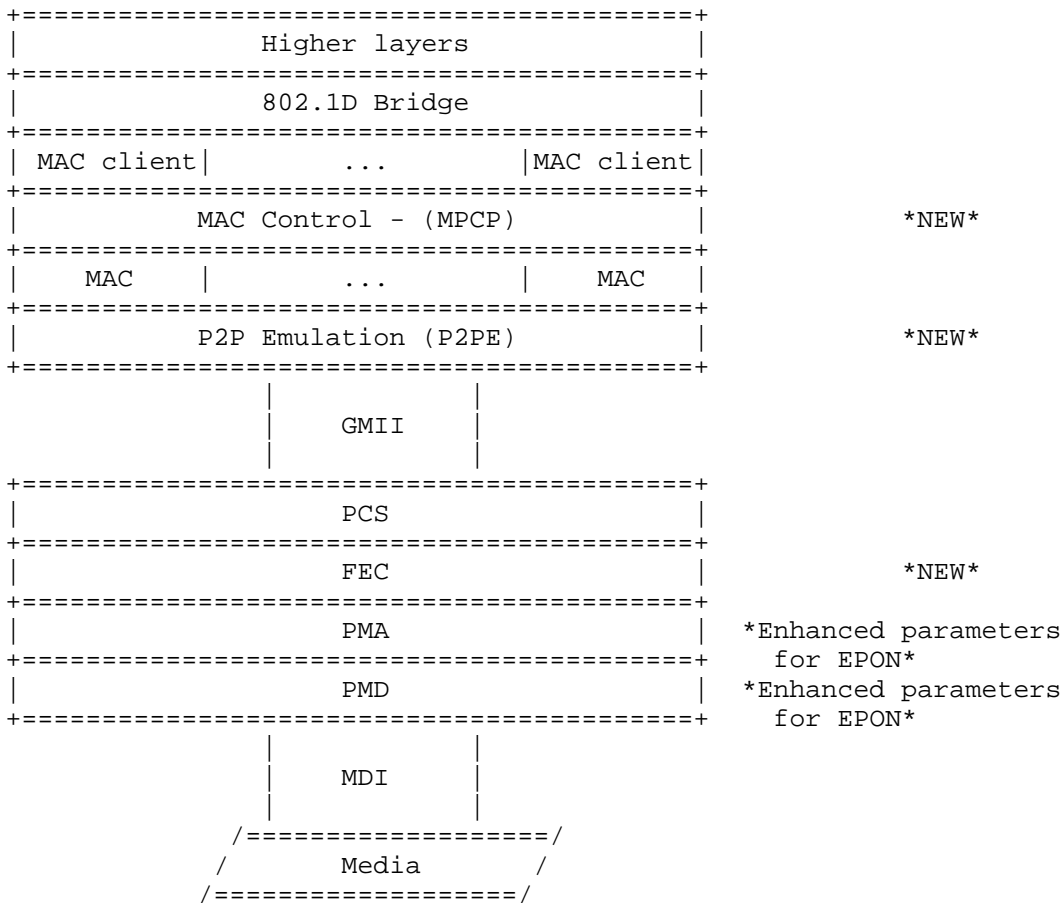 Higher layers
802.1D Bridge
MAC client ... MAC client
MAC Control - (MPCP) *NEW*
MAC ... MAC
P2P Emulation (P2PE) *NEW*
GMII
PCS
FEC *NEW*
PMA *Enhanced parameters
for EPON*
PMD *Enhanced parameters
for EPON*
MDI
Media